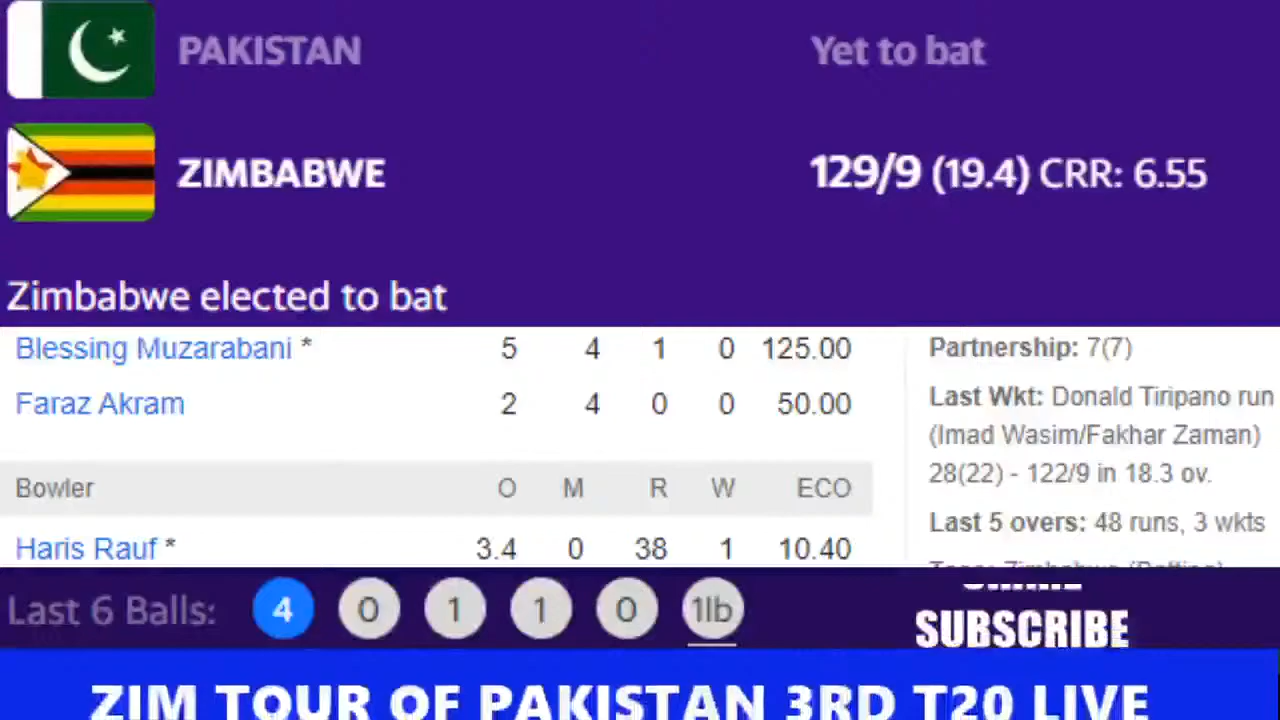 PAKISTAN Yet to bat
ZIMBABWE 129/9 (19.4) CRR: 6.55
Zimbabwe elected to bat
Blessing Muzarabani * 5 4 1 0 125.00
Faraz Akram 2 4 0 0 50.00
Bowler O M R W ECO
Haris Rauf * 3.4 0 38 1 10.40
Partnership: 7(7)
Last Wkt: Donald Tiripano run
(Imad Wasim/Fakhar Zaman)
28(22) - 122/9 in 18.3 ov.
Last 5 overs: 48 runs, 3 wkts
Last 6 Balls: 4 0 1 1 0 1lb
SUBSCRIBE
ZIM TOUR OF PAKISTAN 3RD T20 LIVE